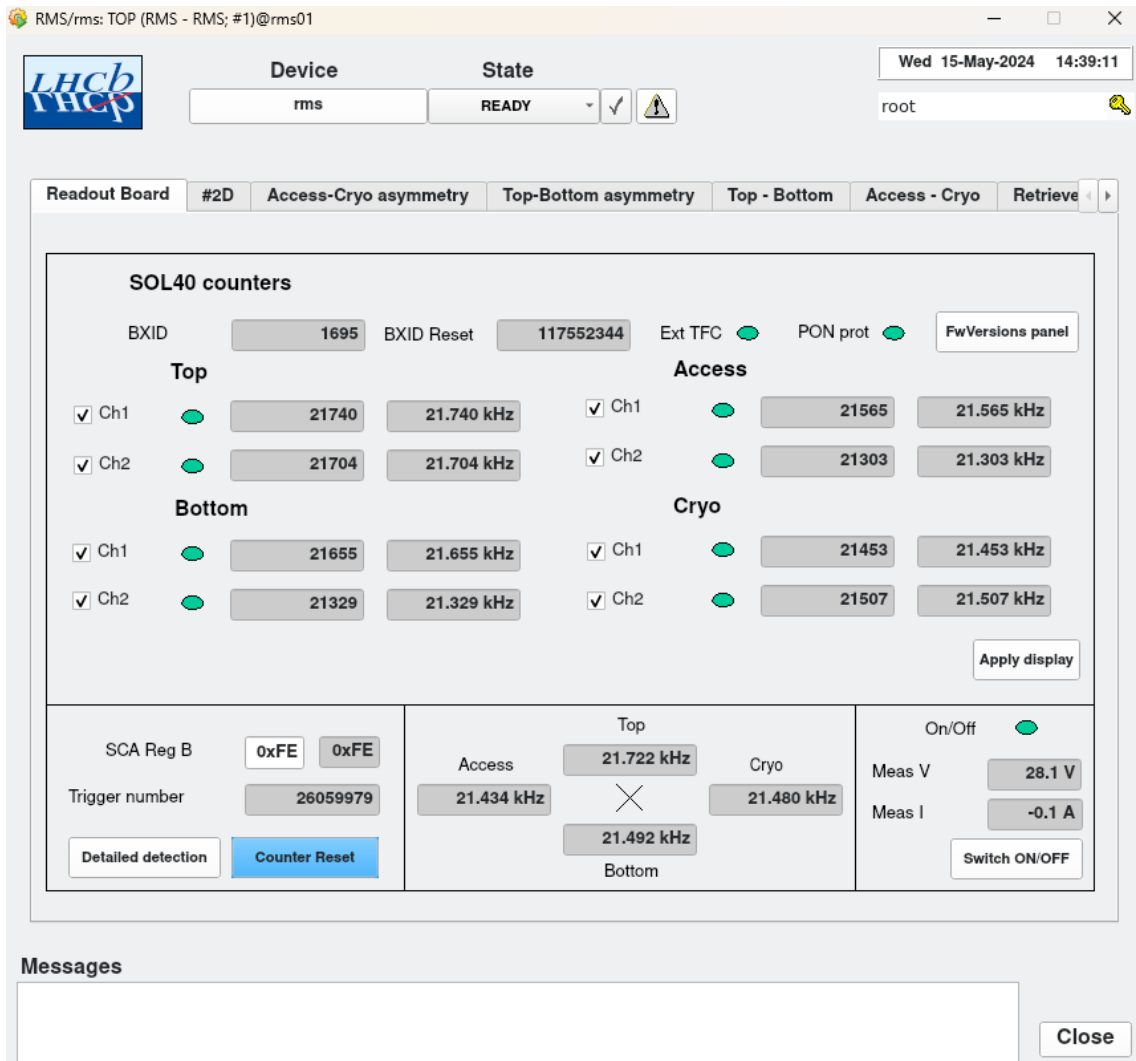 RMS/rms: TOP (RMS - RMS; #1)@rms01
LHCb
Device State
Wed 15-May-2024 14:39:11
rms READY
root
Readout Board #2D Access-Cryo asymmetry Top-Bottom asymmetry Top - Bottom Access - Cryo Retrieve
SOL40 counters
BXID 1695 BXID Reset 117552344 Ext TFC PON prot FwVersions panel
Top
Ch1 21740 21.740 kHz
Ch2 21704 21.704 kHz
Access
Ch1 21565 21.565 kHz
Ch2 21303 21.303 kHz
Bottom
Ch1 21655 21.655 kHz
Ch2 21329 21.329 kHz
Cryo
Ch1 21453 21.453 kHz
Ch2 21507 21.507 kHz
Apply display
SCA Reg B 0xFE 0xFE
Trigger number 26059979
Detailed detection Counter Reset
Top
21.722 kHz
Access Cryo
21.434 kHz 21.480 kHz
21.492 kHz
Bottom
On/Off
Meas V 28.1 V
Meas I -0.1 A
Switch ON/OFF
Messages
Close